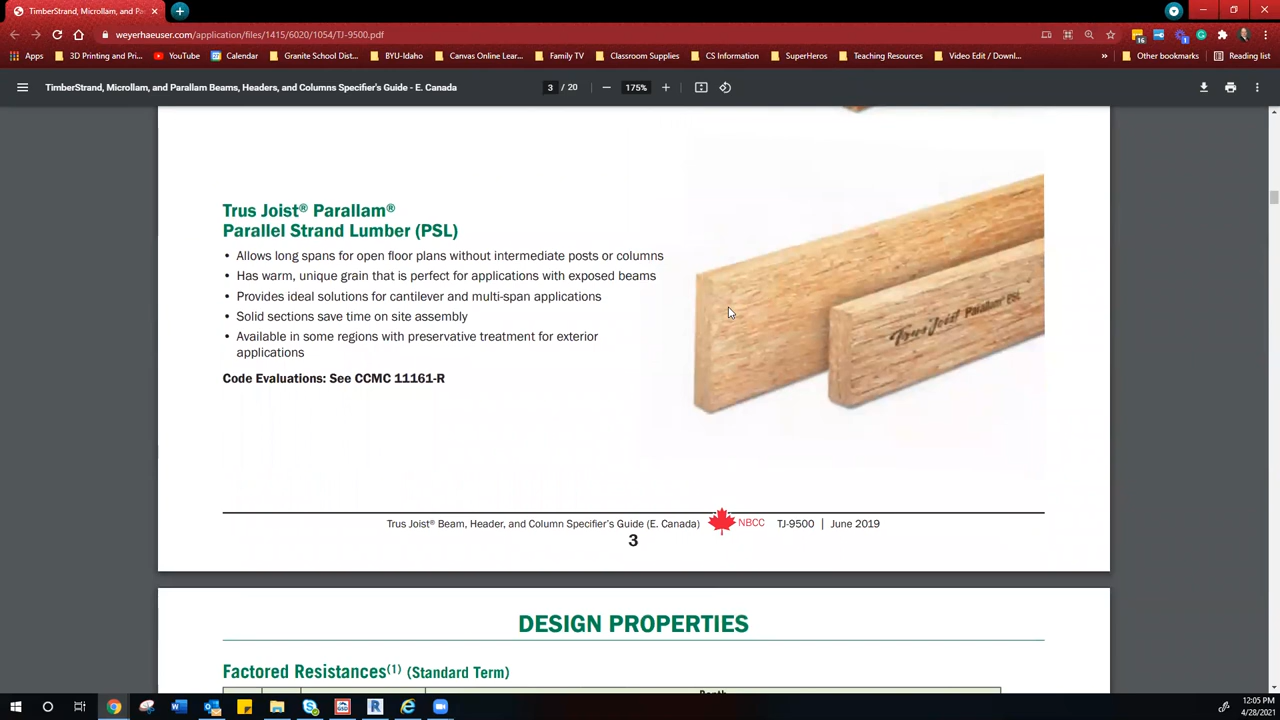 TimberStrand, Microllam, and Pa
weyerhaeuser.com/application/files/1415/6020/1054/TJ-9500.pdf
16
1
Apps
3D Printing and Pri...
YouTube
Calendar
Granite School Dist...
BYU-Idaho
Canvas Online Lear...
Family TV
Classroom Supplies
CS Information
SuperHeros
Teaching Resources
Video Edit / Downl...
Other bookmarks
Reading list
TimberStrand, Microllam, and Parallam Beams, Headers, and Columns Specifier's Guide - E. Canada
3 / 20
175%
Trus Joist® Parallam®
Parallel Strand Lumber (PSL)
• Allows long spans for open floor plans without intermediate posts or columns
• Has warm, unique grain that is perfect for applications with exposed beams
• Provides ideal solutions for cantilever and multi-span applications
• Solid sections save time on site assembly
• Available in some regions with preservative treatment for exterior
applications
Code Evaluations: See CCMC 11161-R
Trus Joist Parallam® PSL
Trus Joist® Beam, Header, and Column Specifier's Guide (E. Canada)
NBCC
TJ-9500 | June 2019
3
DESIGN PROPERTIES
Factored Resistances(1) (Standard Term)
Depth
12:05 PM
4/28/2021